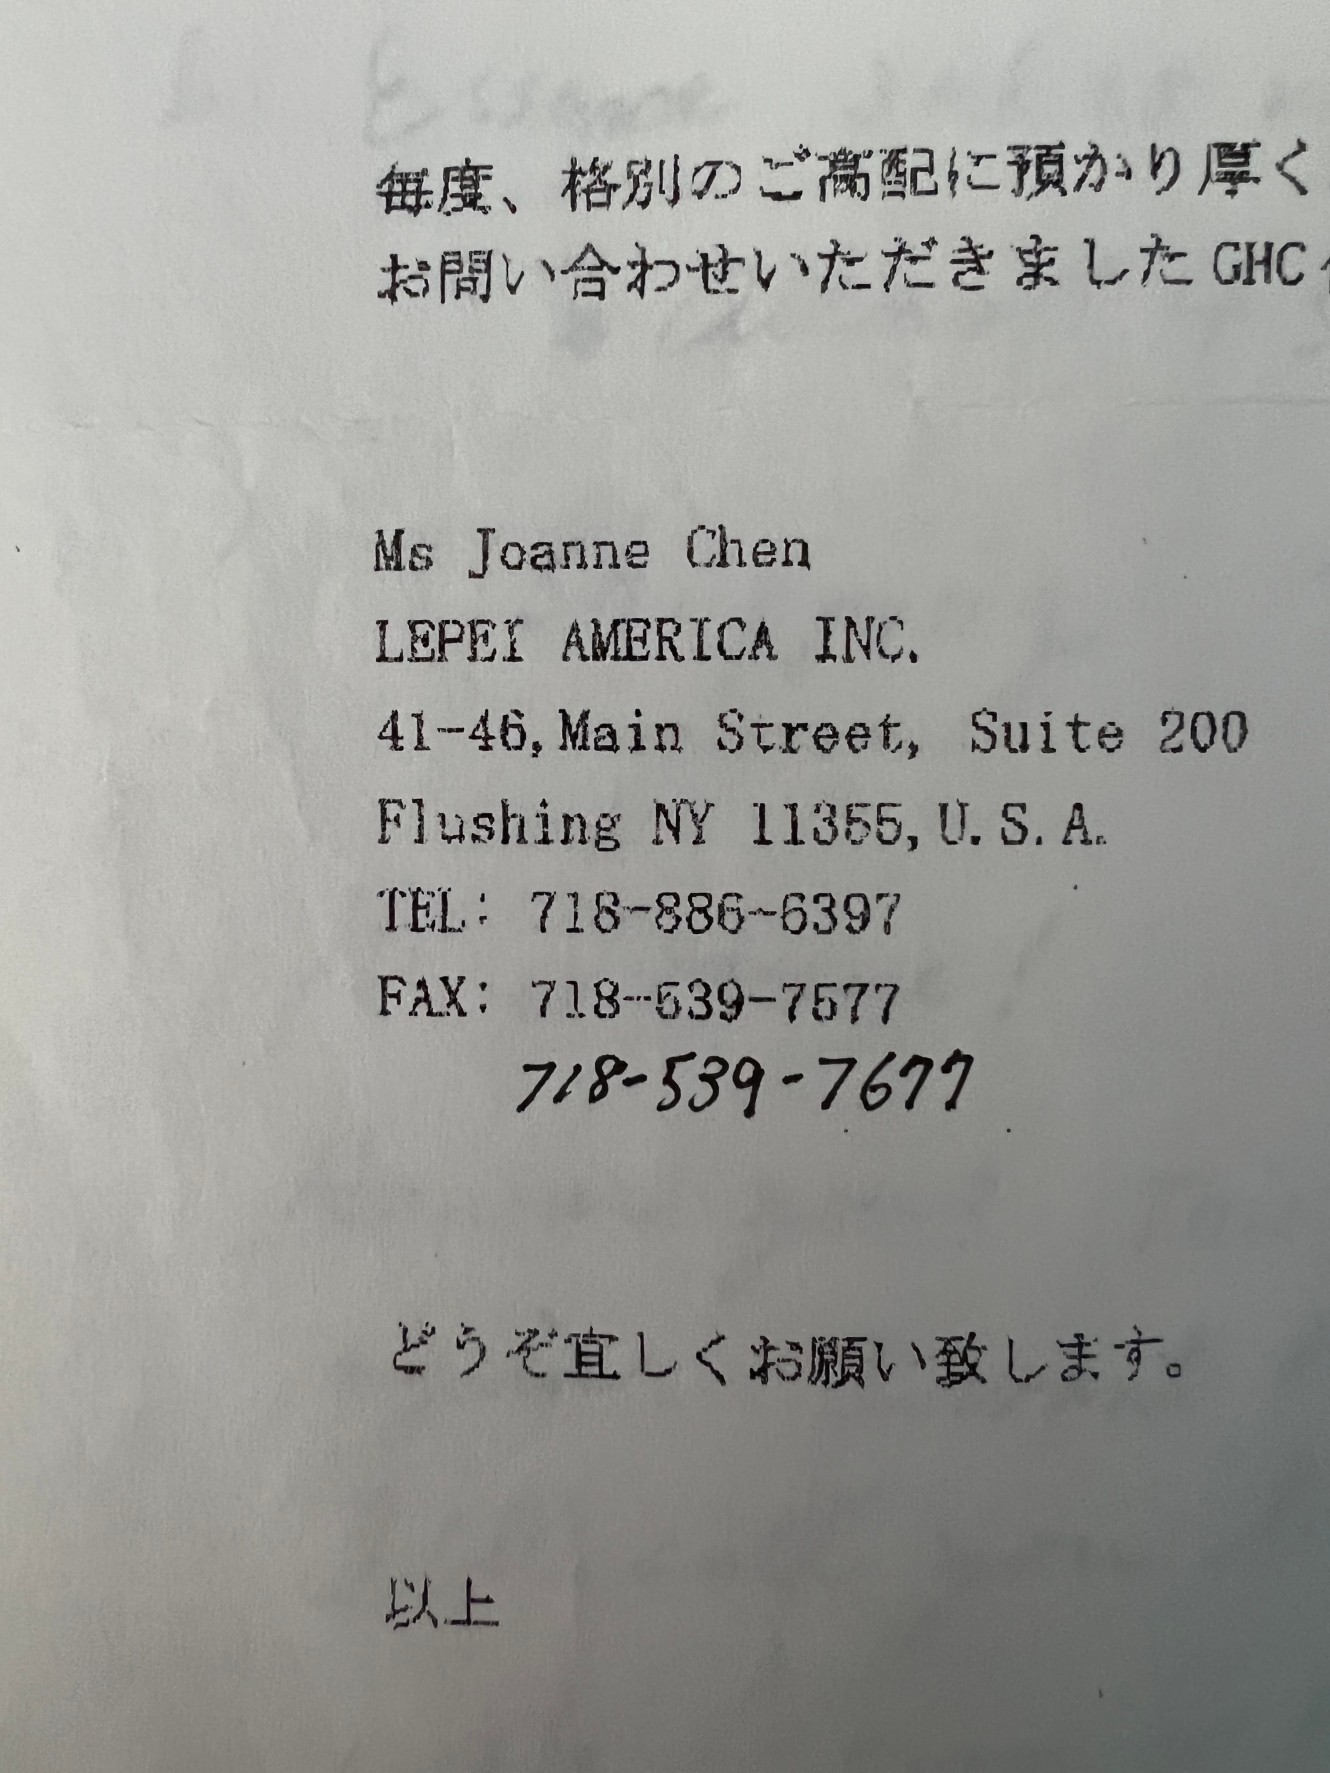 毎度、格別のご高配に預かり厚く
お問い合わせいただきましたGHC
Ms Joanne Chen
LEPEI AMERICA INC.
41-46, Main Street, Suite 200
Flushing NY 11355, U.S.A.
TEL: 718-886-6397
FAX: 718-539-7577
718-539-7677
どうぞ宜しくお願い致します。
以上